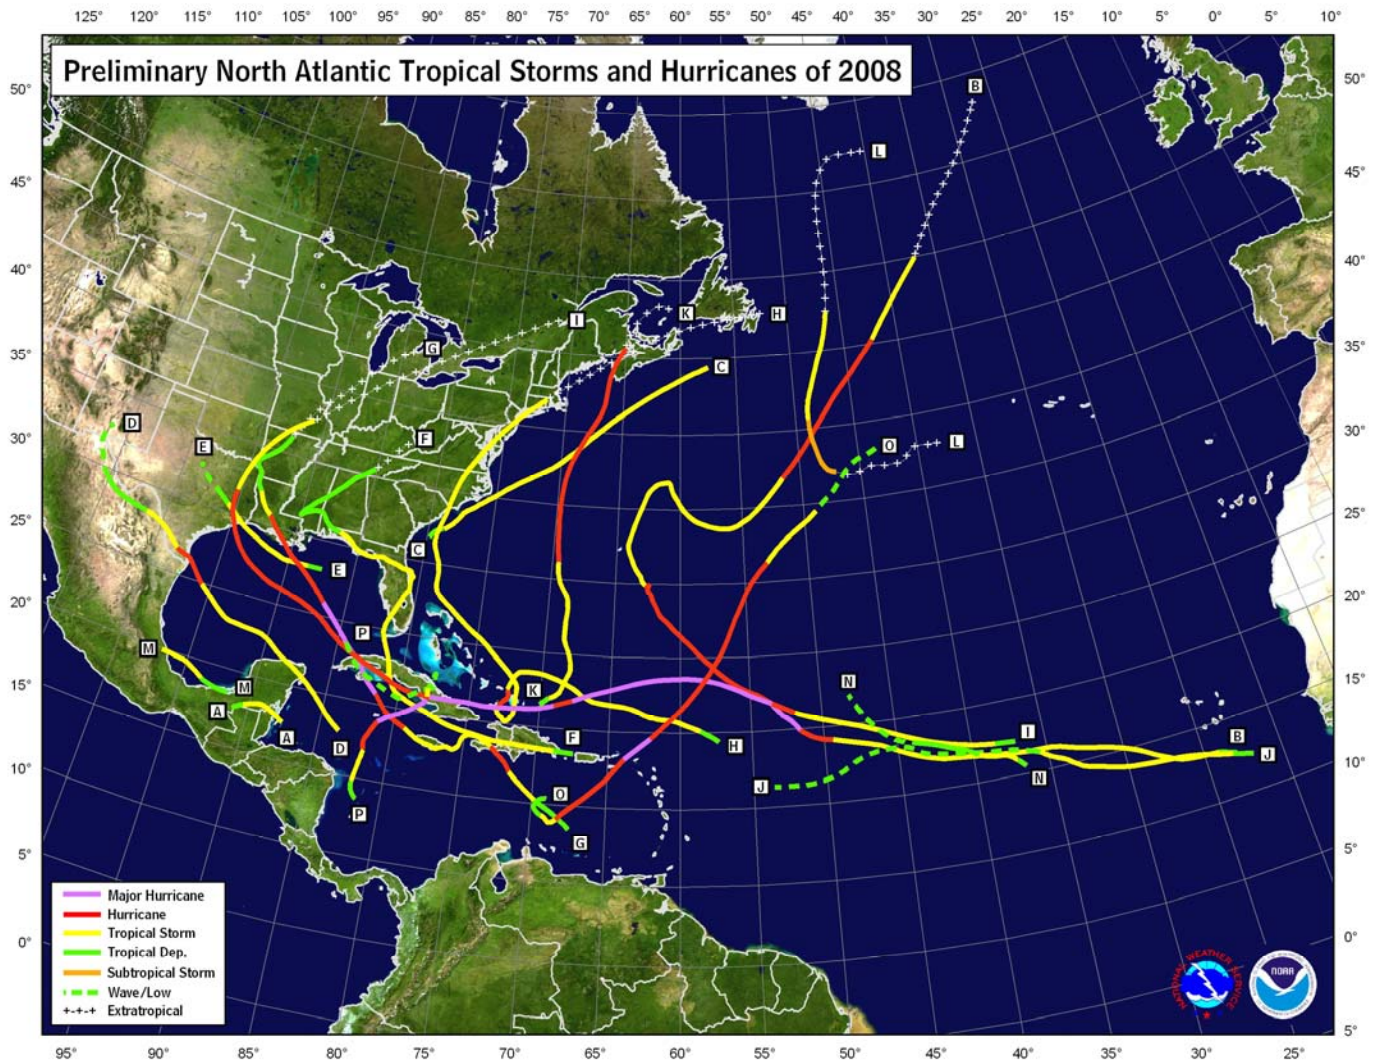 125° 120° 115° 110° 105° 100° 95° 90° 85° 80° 75° 70° 65° 60° 55° 50° 45° 40° 35° 30° 25° 20° 15° 10° 5° 0° 5° 10°
Preliminary North Atlantic Tropical Storms and Hurricanes of 2008
50° 50°
B
L
45° 45°
40° 40°
I K H
G
35° 35°
C
D
F
E O L
30° 30°
25° 25°
C
E
20° 20°
P
M
15° 15°
M K N
A
A D F H I B J
N
10° 10°
J
O
P
G
5° 5°
Major Hurricane
Hurricane
Tropical Storm
Tropical Dep.
Subtropical Storm
Wave/Low
Extratropical
0° 0°
NATIONAL WEATHER SERVICE
NOAA
5°
95° 90° 85° 80° 75° 70° 65° 60° 55° 50° 45° 40° 35° 30° 25°